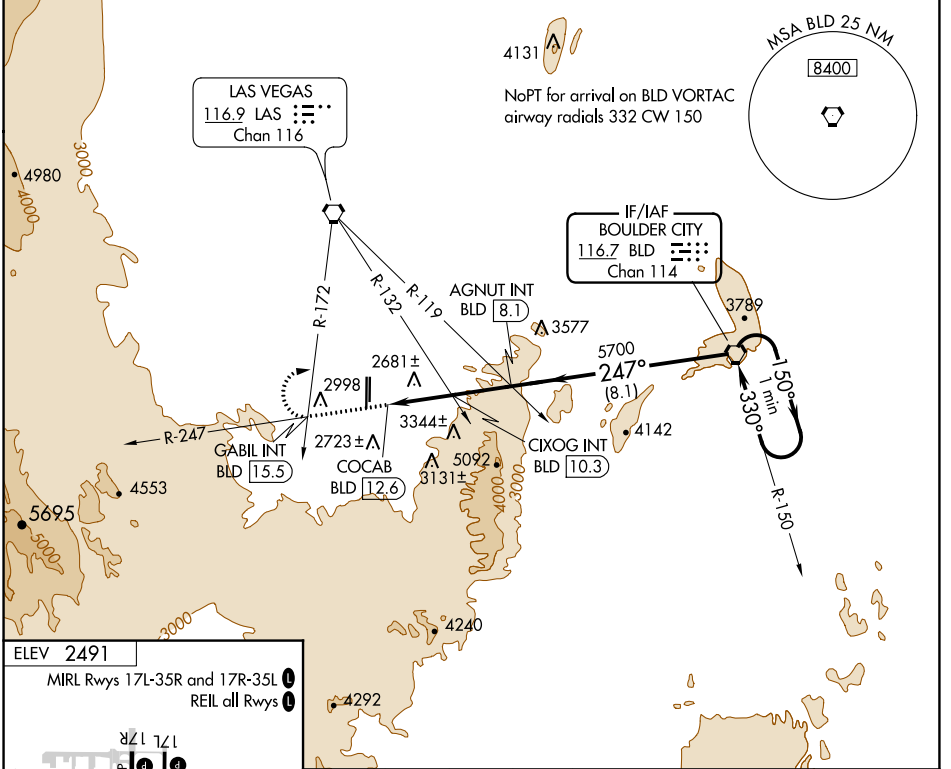 4131
NoPT for arrival on BLD VORTAC
airway radials 332 CW 150
MSA BLD 25 NM
8400
LAS VEGAS
116.9 LAS
Chan 116
3000
4980
4000
IF/IAF
BOULDER CITY
116.7 BLD
Chan 114
R-172
R-132
R-119
AGNUT INT
BLD 8.1
3577
3789
5700
247°
(8.1)
150°
1 min
330°
2681±
2998
3344±
4142
R-247
GABIL INT
BLD 15.5
2723±
COCAB
BLD 12.6
3131±
5092
4000
3000
CIXOG INT
BLD 10.3
R-150
4553
5695
5000
3000
4240
4292
ELEV 2491
MIRL Rwys 17L-35R and 17R-35L L
REIL all Rwys L
17R 17L
P
P